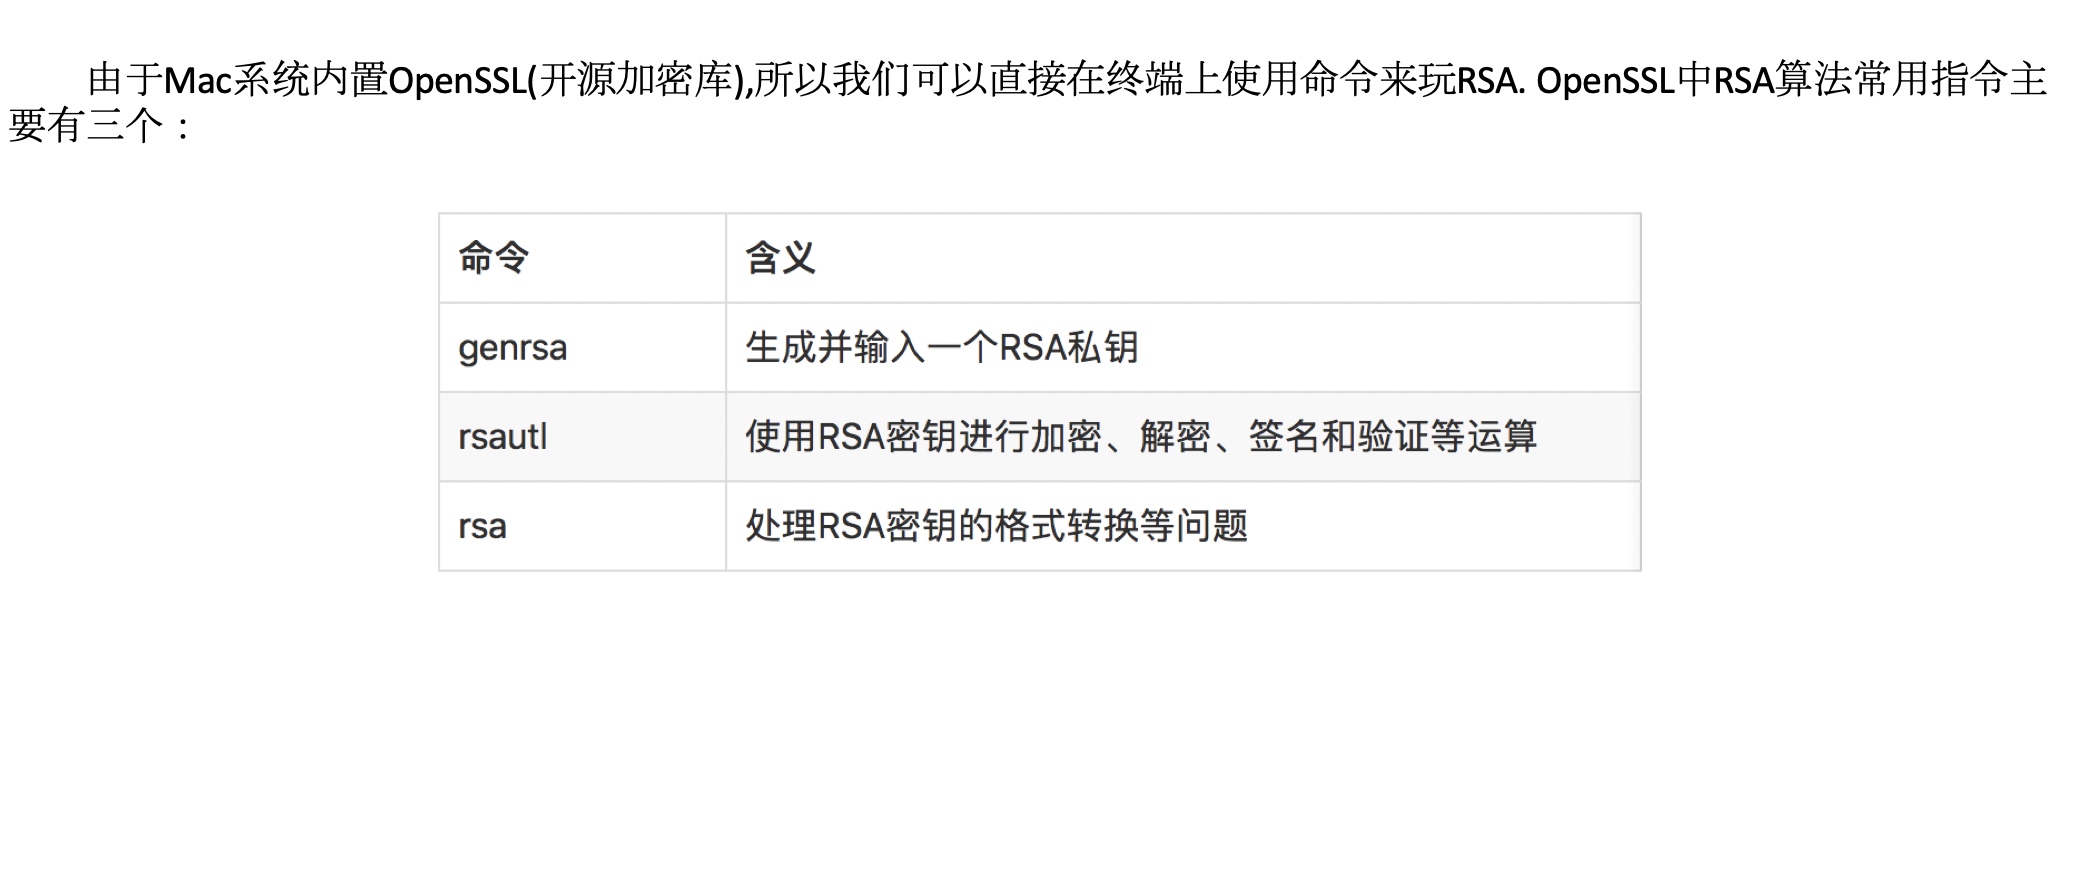 由于Mac系统内置OpenSSL(开源加密库),所以我们可以直接在终端上使用命令来玩RSA. OpenSSL中RSA算法常用指令主
要有三个：
命令 含义
genrsa 生成并输入一个RSA私钥
rsautl 使用RSA密钥进行加密、解密、签名和验证等运算
rsa 处理RSA密钥的格式转换等问题